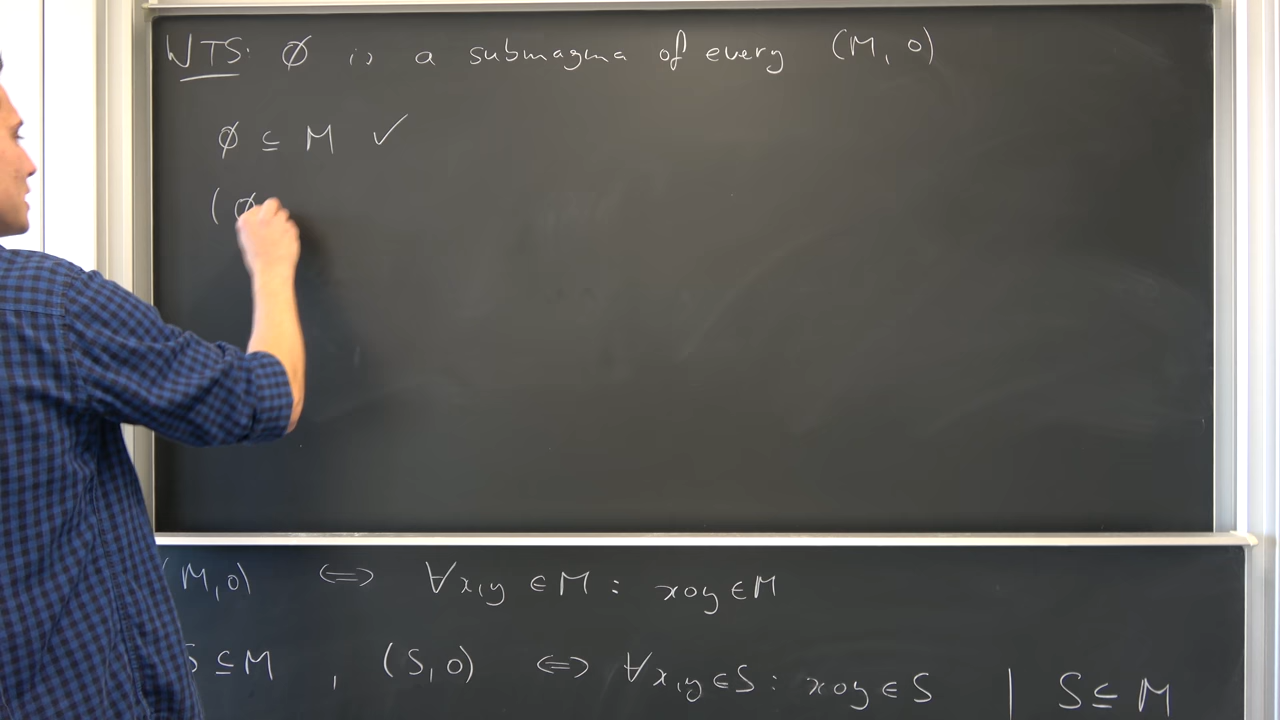 WTS: ∅ is a submagma of every (M, ∘)
∅ ⊆ M ✓
( ∅
(M, ∘) ⇔ ∀x,y ∈ M : x∘y ∈ M
S ⊆ M , (S, ∘) ⇔ ∀x,y ∈ S : x∘y ∈ S | S ⊆ M